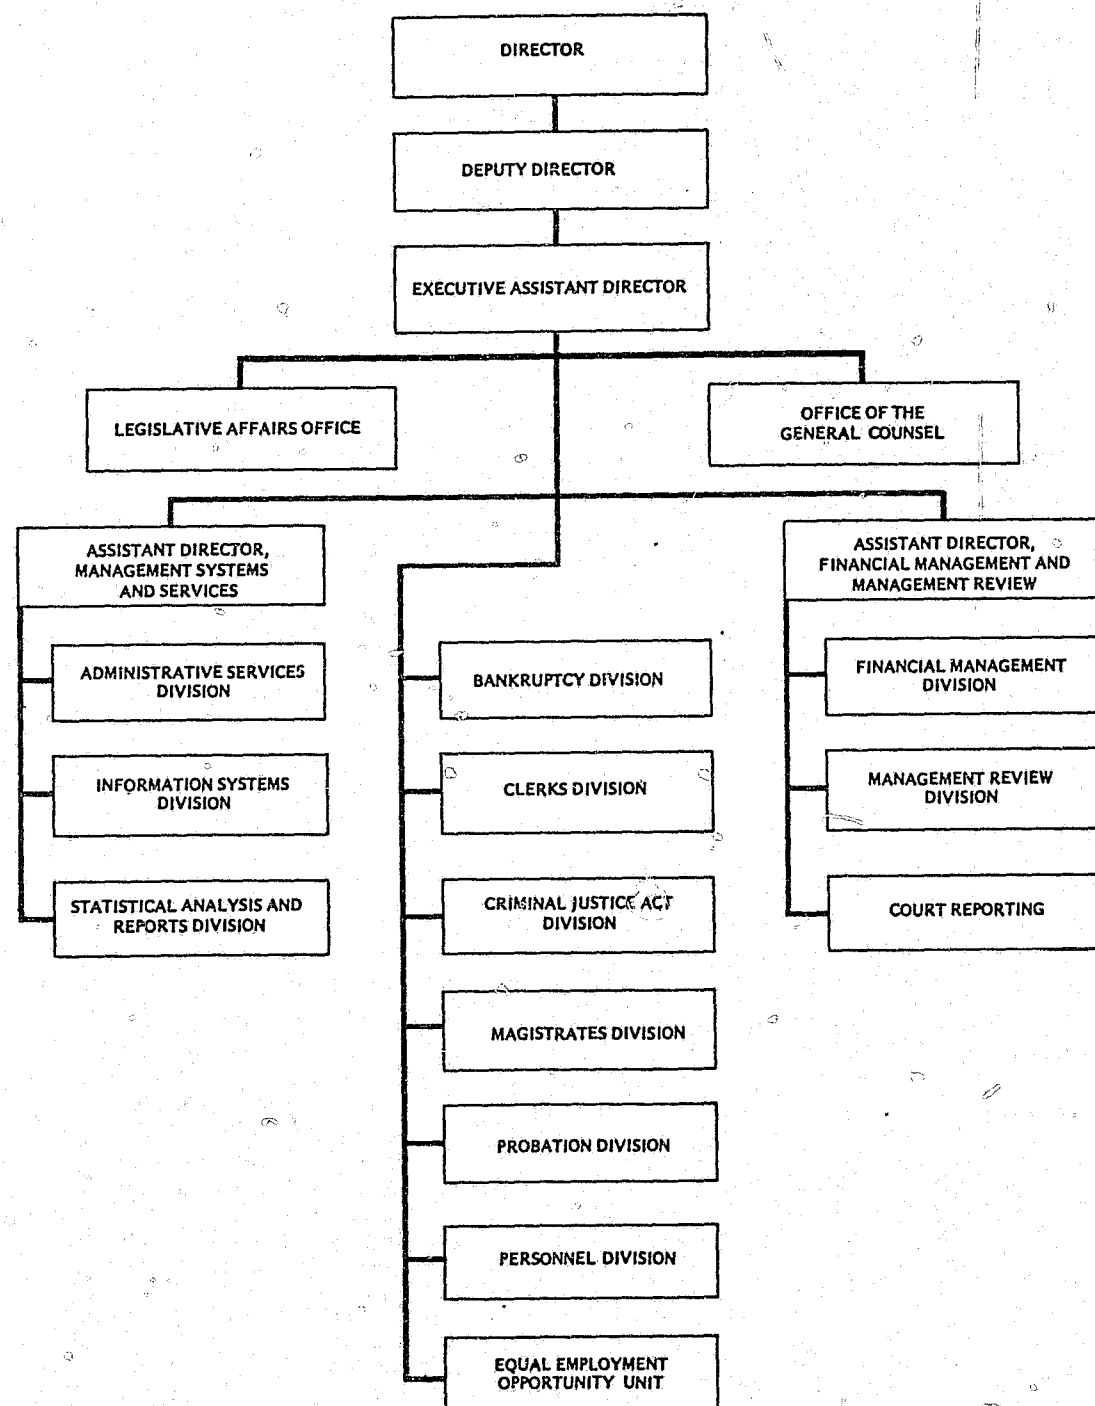 DIRECTOR
DEPUTY DIRECTOR
EXECUTIVE ASSISTANT DIRECTOR
LEGISLATIVE AFFAIRS OFFICE
OFFICE OF THE
GENERAL COUNSEL
ASSISTANT DIRECTOR,
MANAGEMENT SYSTEMS
AND SERVICES
ADMINISTRATIVE SERVICES
DIVISION
INFORMATION SYSTEMS
DIVISION
STATISTICAL ANALYSIS AND
REPORTS DIVISION
BANKRUPTCY DIVISION
CLERKS DIVISION
CRIMINAL JUSTICE ACT
DIVISION
MAGISTRATES DIVISION
PROBATION DIVISION
PERSONNEL DIVISION
EQUAL EMPLOYMENT
OPPORTUNITY UNIT
ASSISTANT DIRECTOR,
FINANCIAL MANAGEMENT AND
MANAGEMENT REVIEW
FINANCIAL MANAGEMENT
DIVISION
MANAGEMENT REVIEW
DIVISION
COURT REPORTING